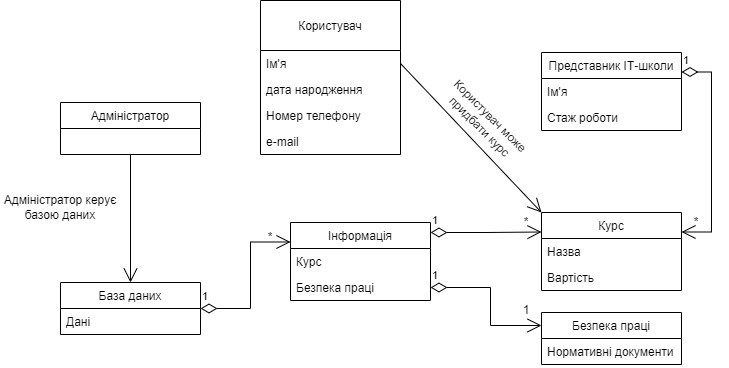 Користувач
Ім'я
дата народження
Номер телефону
e-mail
Представник ІТ-школи
Ім'я
Стаж роботи
1
*
Користувач може
придбати курс
Адміністратор
Адміністратор керує
базою даних
База даних
Дані
1
*
Інформація
Курс
Безпека праці
1
*
1
1
Курс
Назва
Вартість
Безпека праці
Нормативні документи